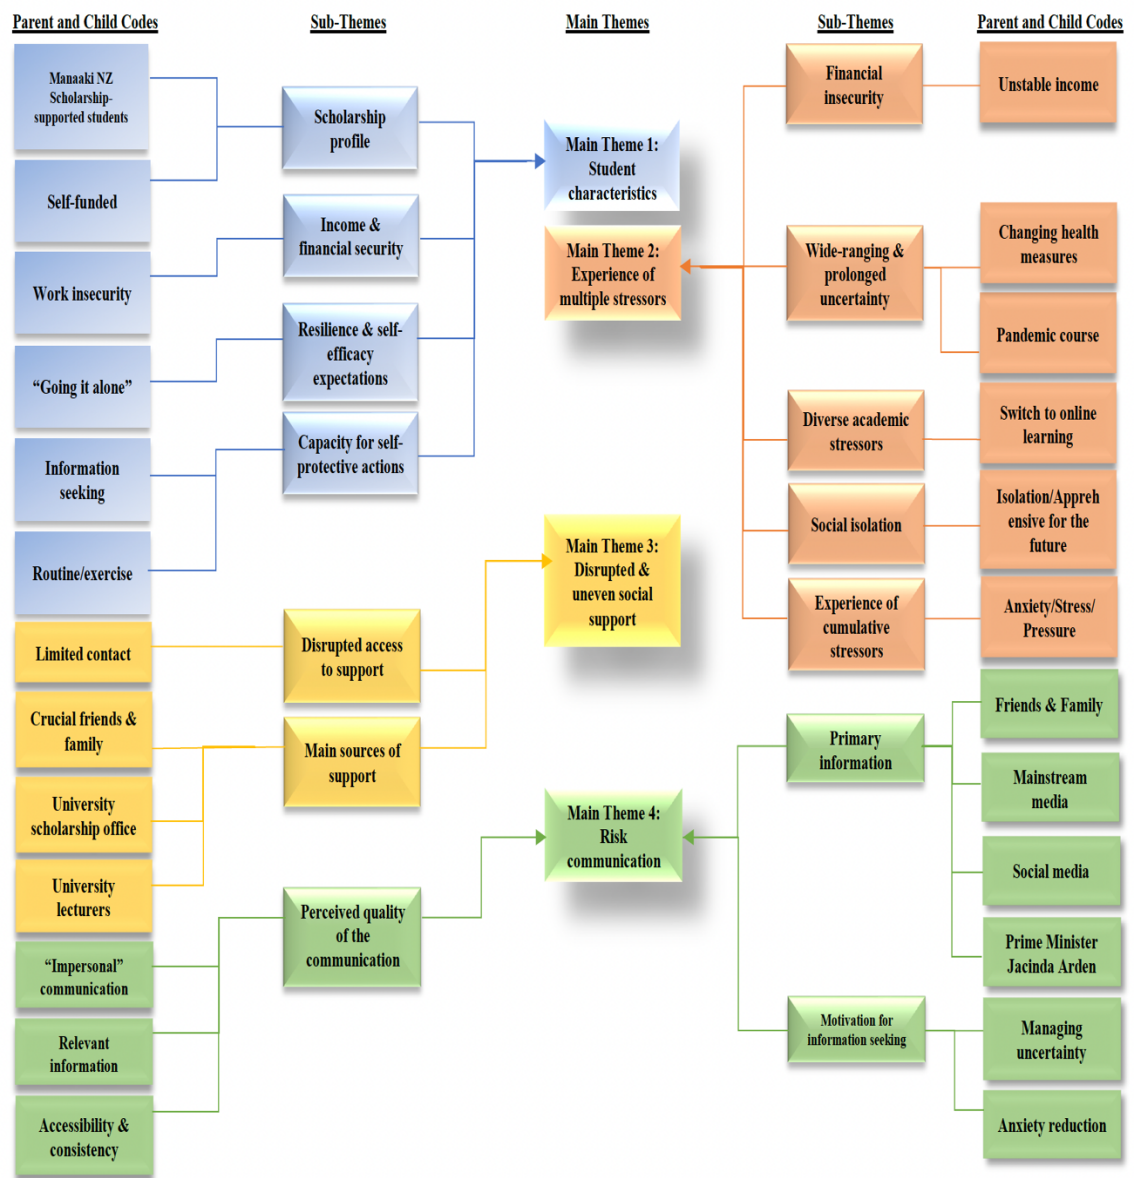 Parent and Child Codes
Sub-Themes
Main Themes
Sub-Themes
Parent and Child Codes
Manaaki NZ
Scholarship-
supported students
Self-funded
Work insecurity
“Going it alone”
Information
seeking
Routine/exercise
Limited contact
Crucial friends &
family
University
scholarship office
University
lecturers
“Impersonal”
communication
Relevant
information
Accessibility &
consistency
Scholarship
profile
Income &
financial security
Resilience & self-
efficacy
expectations
Capacity for self-
protective actions
Disrupted access
to support
Main sources of
support
Perceived quality
of the
communication
Main Theme 1:
Student
characteristics
Main Theme 2:
Experience of
multiple stressors
Main Theme 3:
Disrupted &
uneven social
support
Main Theme 4:
Risk
communication
Financial
insecurity
Wide-ranging &
prolonged
uncertainty
Diverse academic
stressors
Social isolation
Experience of
cumulative
stressors
Primary
information
Motivation for
information seeking
Unstable income
Changing health
measures
Pandemic course
Switch to online
learning
Isolation/Appreh
ensive for the
future
Anxiety/Stress/
Pressure
Friends & Family
Mainstream
media
Social media
Prime Minister
Jacinda Arden
Managing
uncertainty
Anxiety reduction